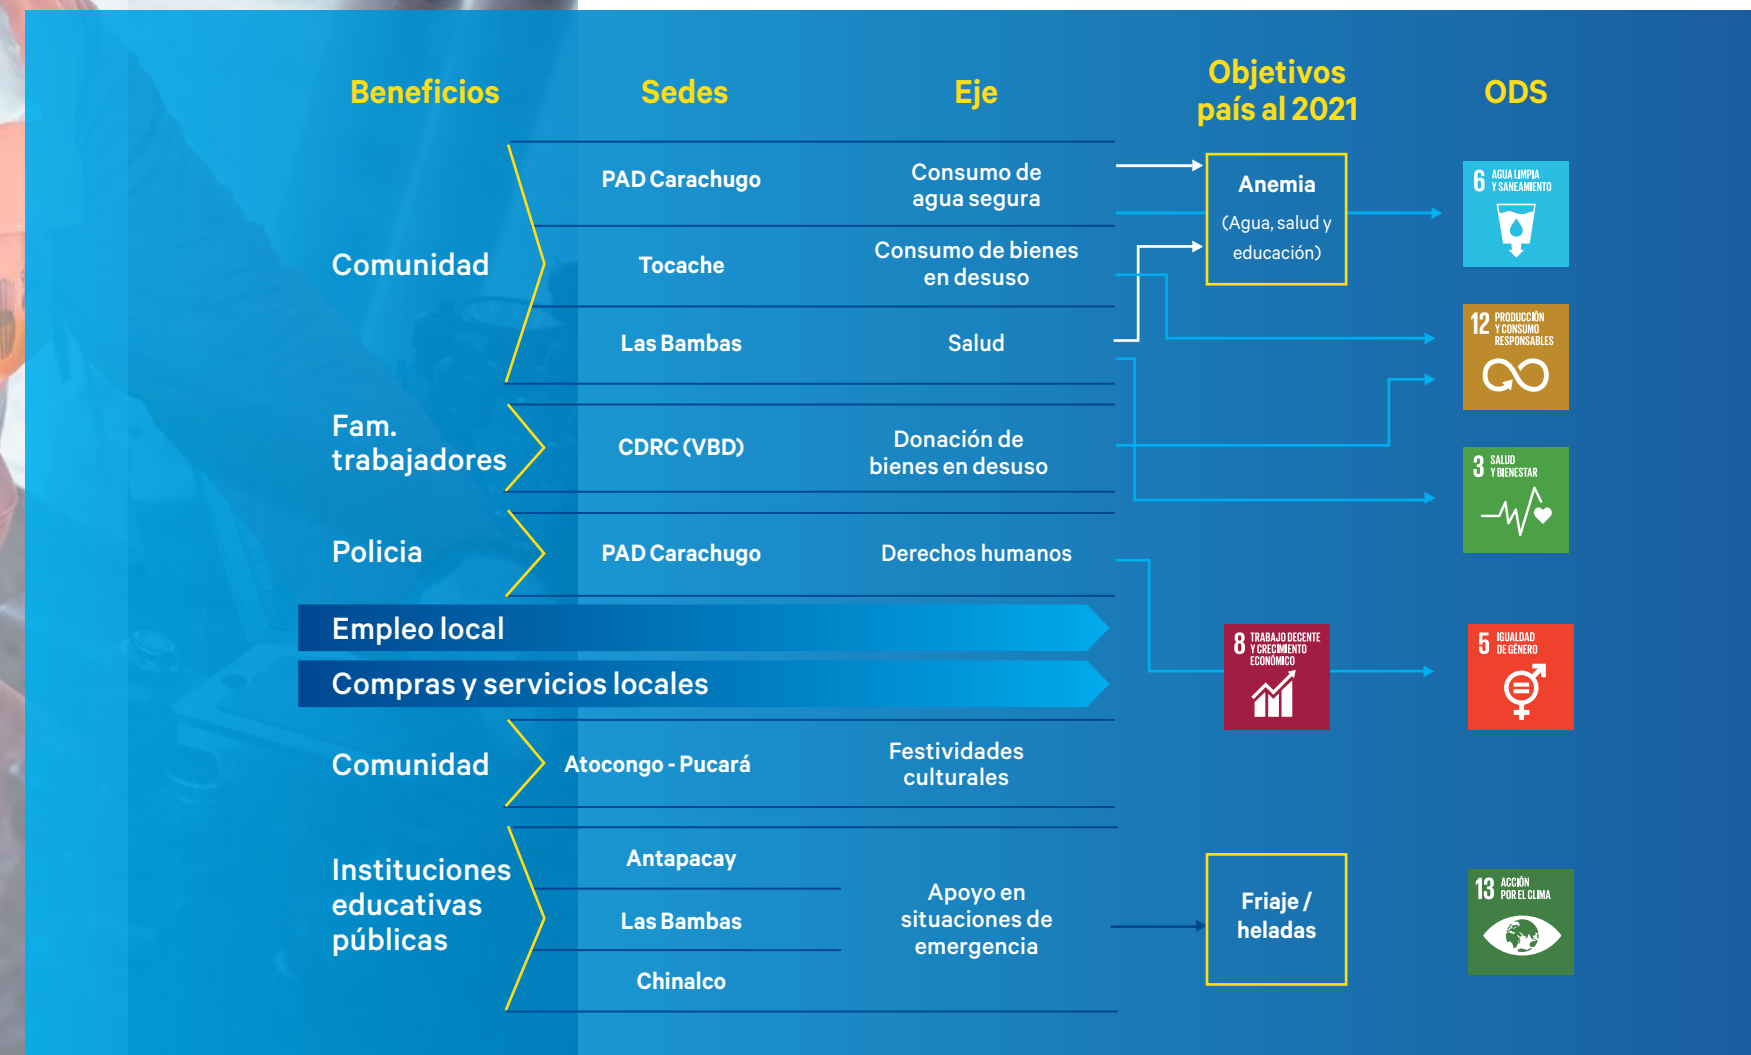 Beneficios
Sedes
Eje
Objetivos
país al 2021
ODS
Comunidad
PAD Carachugo
Consumo de
agua segura
Tocache
Consumo de bienes
en desuso
Las Bambas
Salud
Anemia
(Agua, salud y
educación)
6 AGUA LIMPIA
Y SANEAMIENTO
12 PRODUCCIÓN
Y CONSUMO
RESPONSABLES
Fam.
trabajadores
CDRC (VBD)
Donación de
bienes en desuso
3 SALUD
Y BIENESTAR
Policia
PAD Carachugo
Derechos humanos
Empleo local
Compras y servicios locales
8 TRABAJO DECENTE
Y CRECIMIENTO
ECONÓMICO
5 IGUALDAD
DE GÉNERO
Comunidad
Atocongo - Pucará
Festividades
culturales
Instituciones
educativas
públicas
Antapacay
Las Bambas
Chinalco
Apoyo en
situaciones de
emergencia
Friaje /
heladas
13 ACCIÓN
POR EL CLIMA